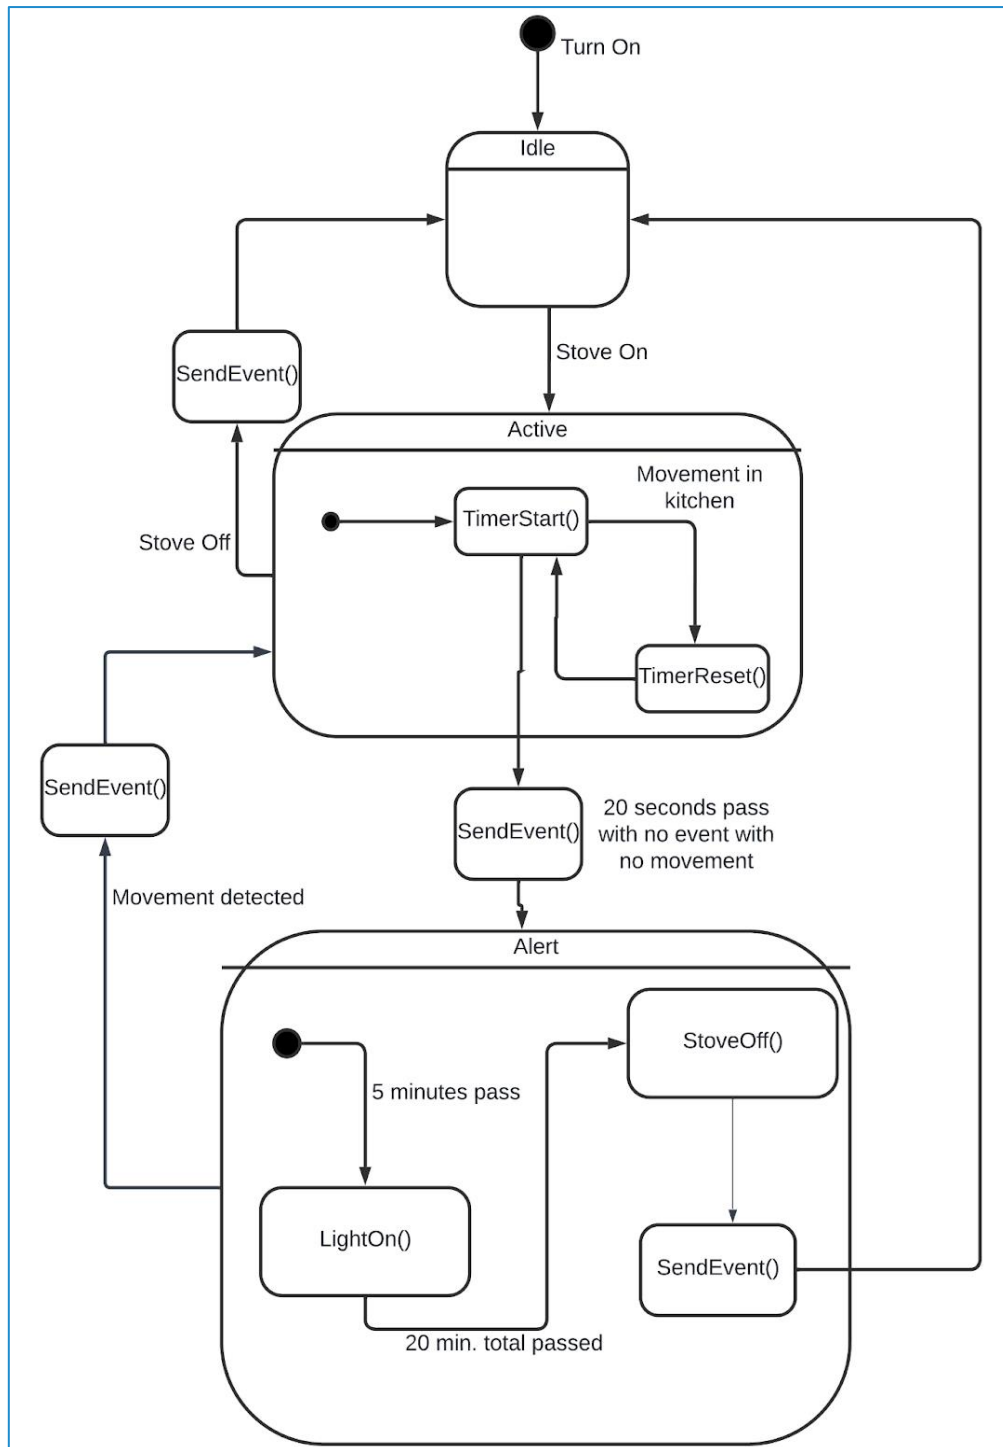 Turn On
Idle
Stove On
SendEvent()
Active
Movement in
kitchen
TimerStart()
Stove Off
TimerReset()
SendEvent()
SendEvent()
20 seconds pass
with no event with
no movement
Movement detected
Alert
StoveOff()
5 minutes pass
LightOn()
SendEvent()
20 min. total passed